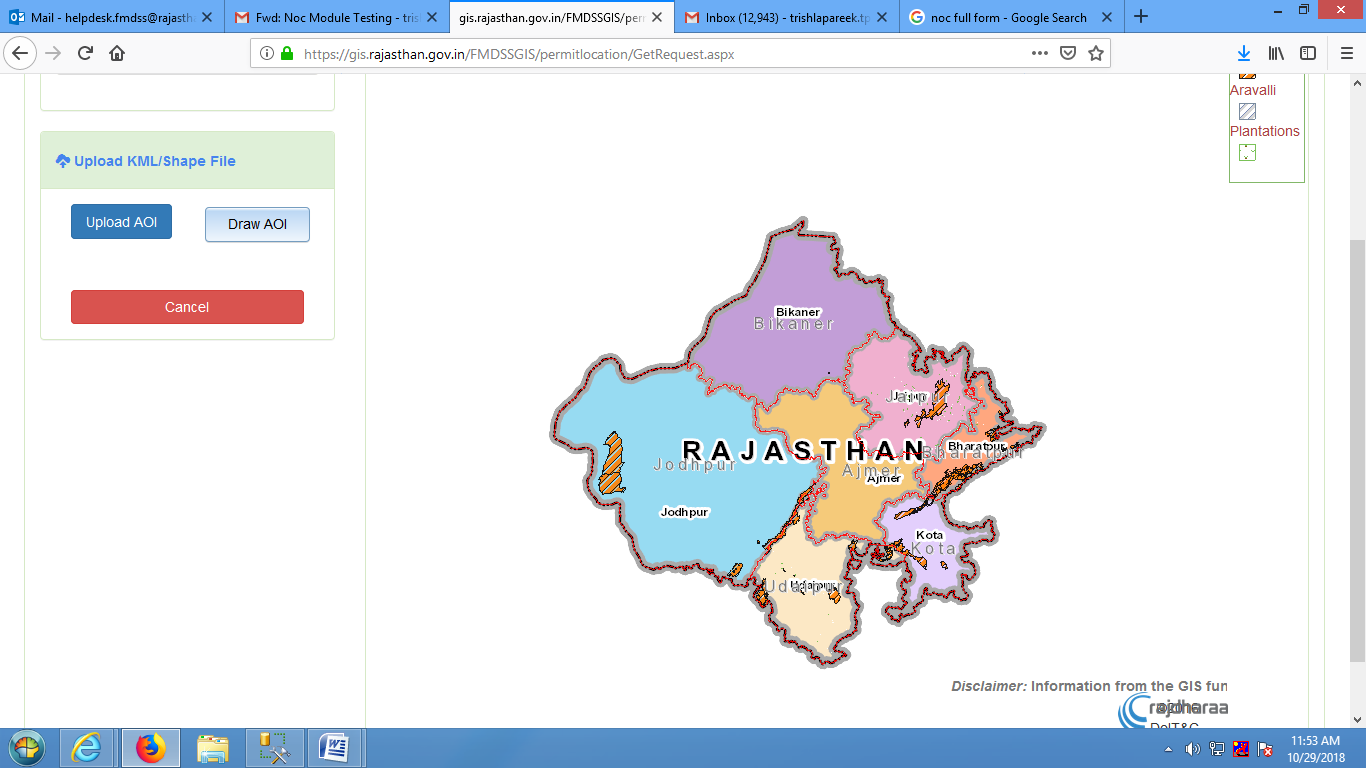 Mail - helpdesk.fmdss@rajasth
Fwd: Noc Module Testing - tris
gis.rajasthan.gov.in/FMDSSGIS/per
Inbox (12,943) - trishlapareek.tp
noc full form - Google Search
https://gis.rajasthan.gov.in/FMDSSGIS/permitlocation/GetRequest.aspx
Aravalli
Plantations
Upload KML/Shape File
Upload AOI
Draw AOI
Cancel
Bikaner
Bikaner
Jaipur
RAJASTHAN
Bharatpur
Bharatpur
Jodhpur
Ajmer
Ajmer
Jodhpur
Kota
Kota
Udaipur
Udaipur
Disclaimer: Information from the GIS fun
rajdharaa
DoIT&C
11:53 AM
10/29/2018